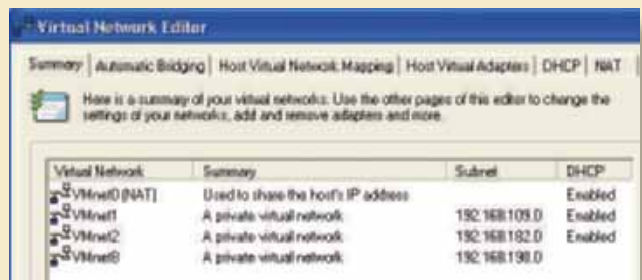 Virtual Network Editor
Summary Automatic Bridging Host Virtual Network Mapping Host Virtual Adapters DHCP NAT
Here is a summary of your virtual networks. Use the other pages of this editor to change the
settings of your networks, add and remove adapters and more.
Virtual Network Summary Subnet DHCP
VMnet0 (NAT) Used to share the host's IP address Enabled
VMnet1 A private virtual network 192.168.109.0 Enabled
VMnet2 A private virtual network 192.168.182.0 Enabled
VMnet8 A private virtual network 192.168.198.0